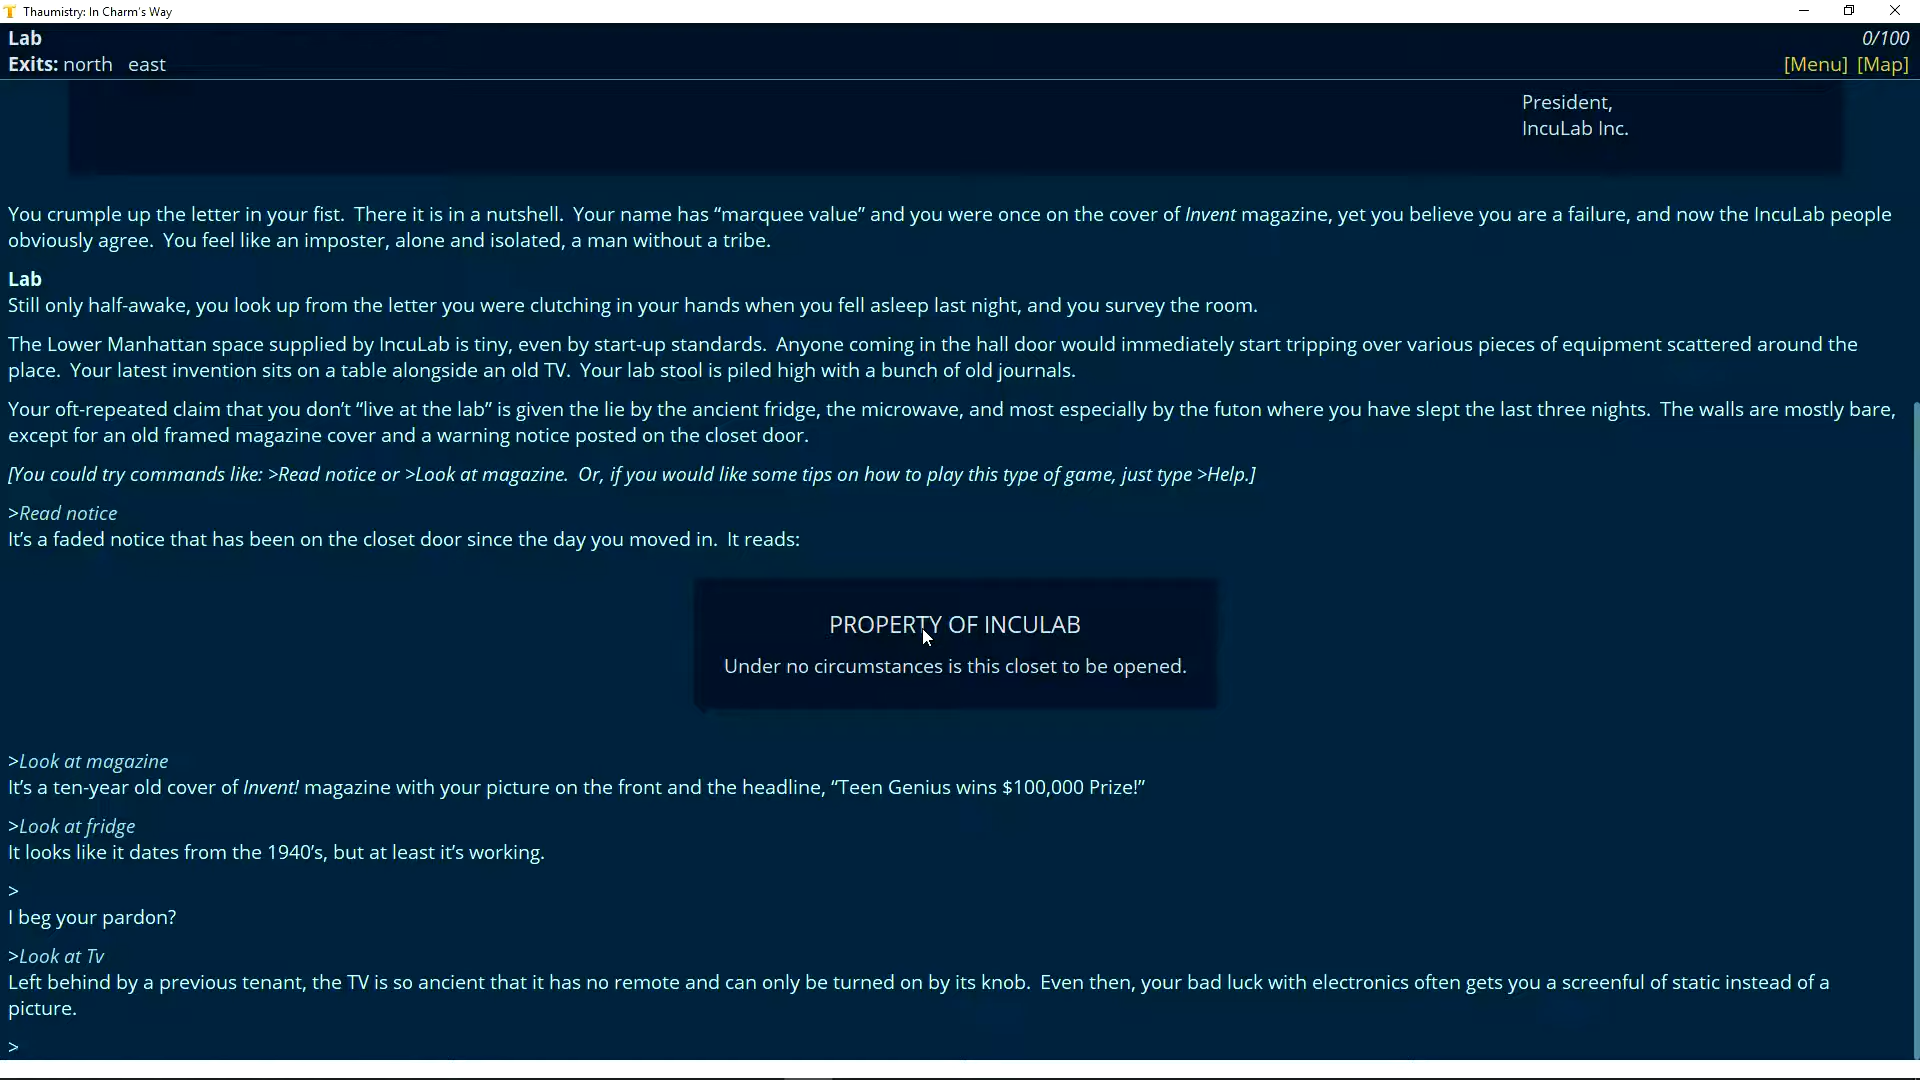 Thaumistry: In Charm's Way
Lab
0/100
Exits: north east
[Menu] [Map]
President,
IncuLab Inc.
You crumple up the letter in your fist. There it is in a nutshell. Your name has “marquee value” and you were once on the cover of Invent magazine, yet you believe you are a failure, and now the IncuLab people
obviously agree. You feel like an imposter, alone and isolated, a man without a tribe.
Lab
Still only half-awake, you look up from the letter you were clutching in your hands when you fell asleep last night, and you survey the room.
The Lower Manhattan space supplied by IncuLab is tiny, even by start-up standards. Anyone coming in the hall door would immediately start tripping over various pieces of equipment scattered around the
place. Your latest invention sits on a table alongside an old TV. Your lab stool is piled high with a bunch of old journals.
Your oft-repeated claim that you don’t “live at the lab” is given the lie by the ancient fridge, the microwave, and most especially by the futon where you have slept the last three nights. The walls are mostly bare,
except for an old framed magazine cover and a warning notice posted on the closet door.
[You could try commands like: >Read notice or >Look at magazine. Or, if you would like some tips on how to play this type of game, just type >Help.]
>Read notice
It’s a faded notice that has been on the closet door since the day you moved in. It reads:
PROPERTY OF INCULAB
Under no circumstances is this closet to be opened.
>Look at magazine
It’s a ten-year old cover of Invent! magazine with your picture on the front and the headline, “Teen Genius wins $100,000 Prize!”
>Look at fridge
It looks like it dates from the 1940’s, but at least it’s working.
>
I beg your pardon?
>Look at Tv
Left behind by a previous tenant, the TV is so ancient that it has no remote and can only be turned on by its knob. Even then, your bad luck with electronics often gets you a screenful of static instead of a
picture.
>